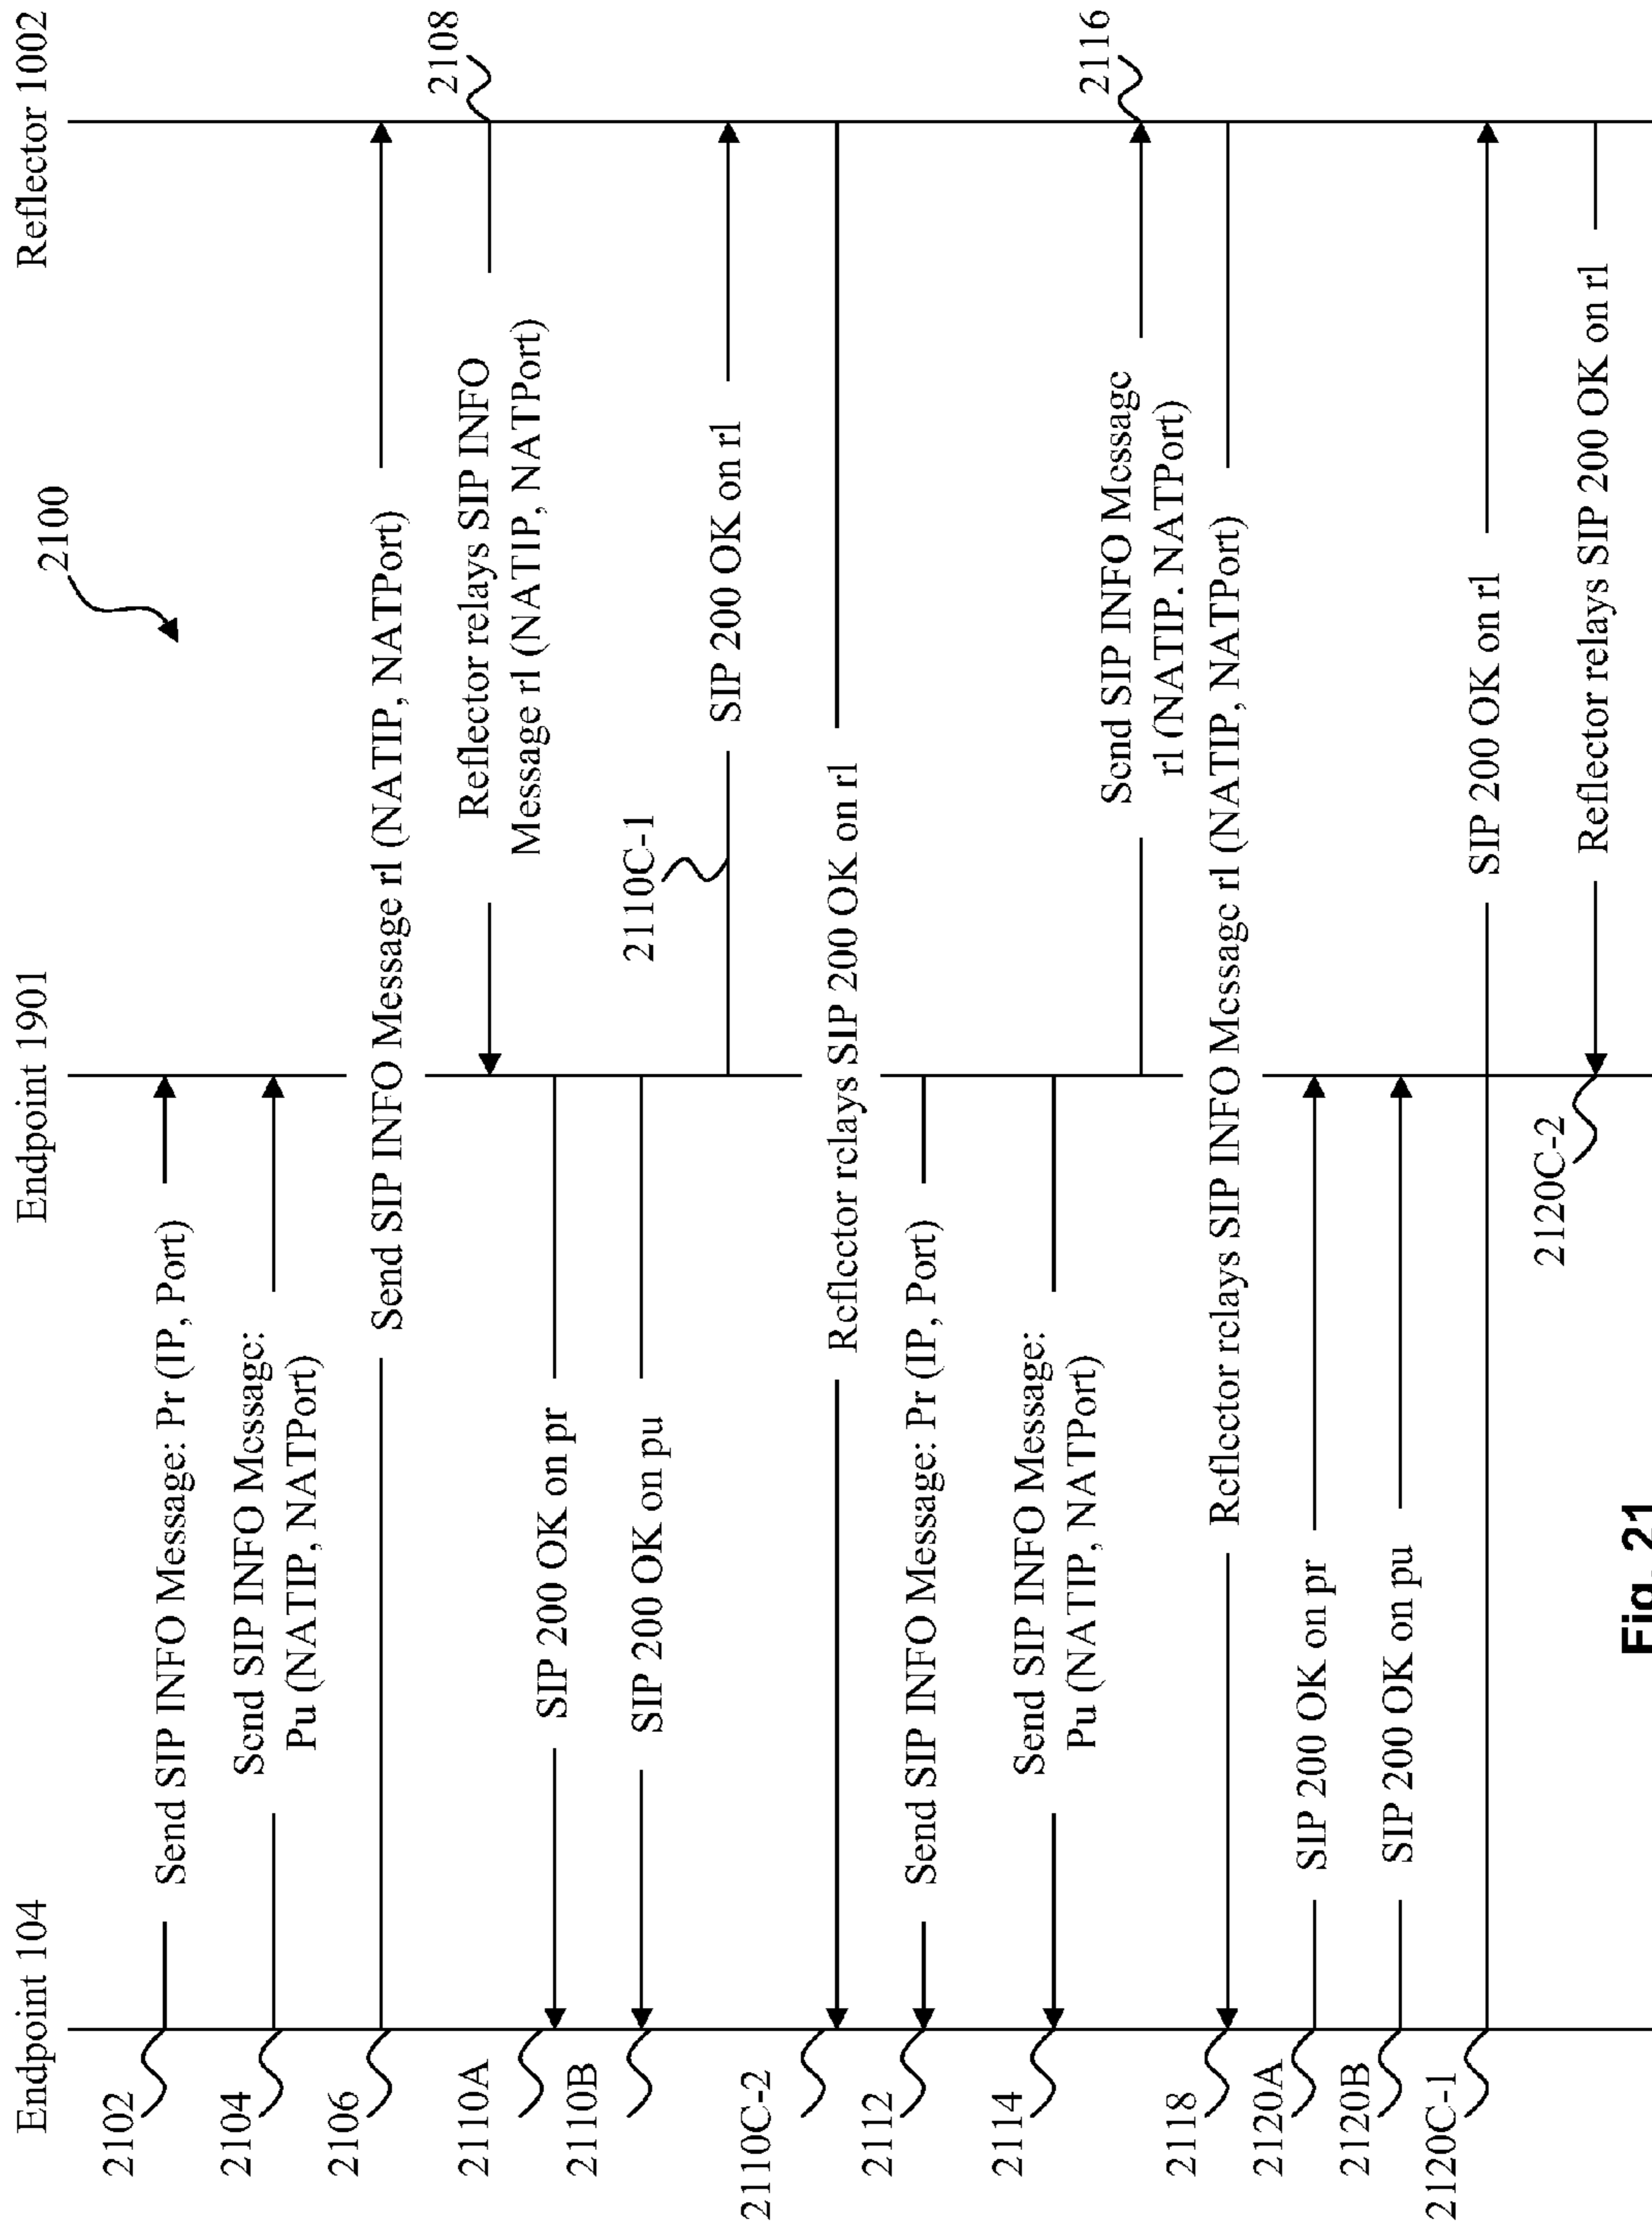 Endpoint 104
Endpoint 1901
Reflector 1002
2100
2102
Send SIP INFO Message: Pr (IP, Port)
2104
Send SIP INFO Message:
Pu (NATIP, NATPort)
2106
Send SIP INFO Message rl (NATIP, NATPort)
2108
Reflector relays SIP INFO
Message rl (NATIP, NATPort)
2110A
SIP 200 OK on pr
2110B
SIP 200 OK on pu
2110C-1
SIP 200 OK on rl
2110C-2
Reflector relays SIP 200 OK on rl
2112
Send SIP INFO Message: Pr (IP, Port)
2114
Send SIP INFO Message:
Pu (NATIP, NATPort)
2116
Send SIP INFO Message
rl (NATIP. NATPort)
2118
Reflector relays SIP INFO Message rl (NATIP, NATPort)
2120A
SIP 200 OK on pr
2120B
SIP 200 OK on pu
2120C-1
SIP 200 OK on rl
2120C-2
Reflector relays SIP 200 OK on rl
Fig. 21